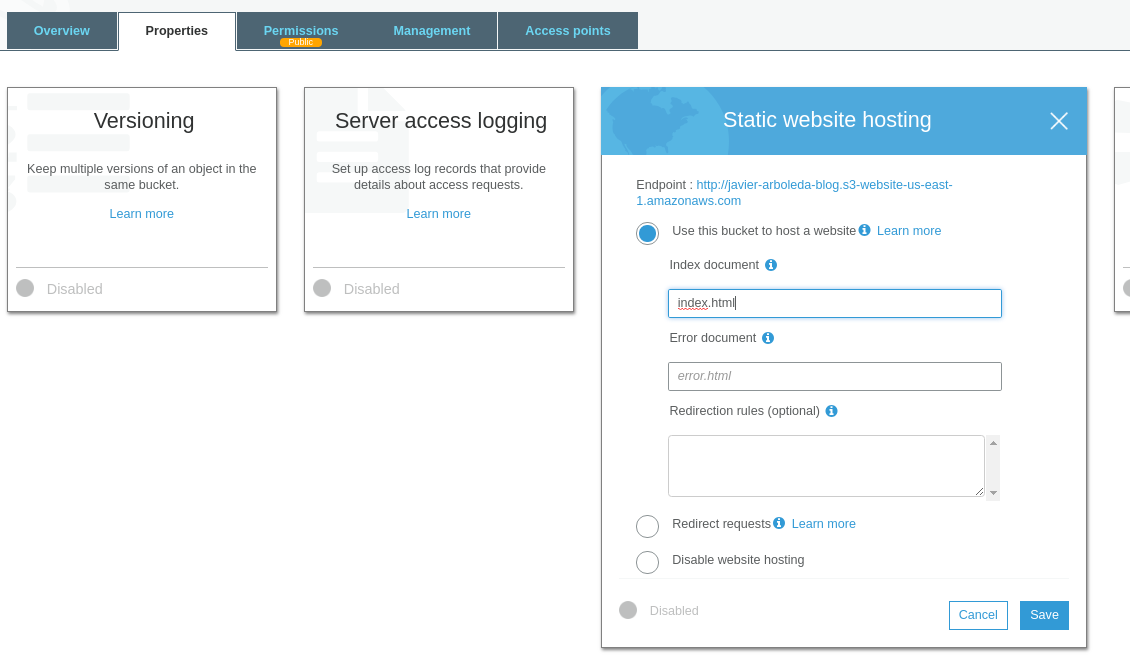 Overview
Properties
Permissions
Public
Management
Access points
Versioning
Keep multiple versions of an object in the
same bucket.
Learn more
Disabled
Server access logging
Set up access log records that provide
details about access requests.
Learn more
Disabled
Static website hosting
Endpoint : http://javier-arboleda-blog.s3-website-us-east-
1.amazonaws.com
Use this bucket to host a website Learn more
Index document
index.html
Error document
error.html
Redirection rules (optional)
Redirect requests Learn more
Disable website hosting
Disabled
Cancel
Save